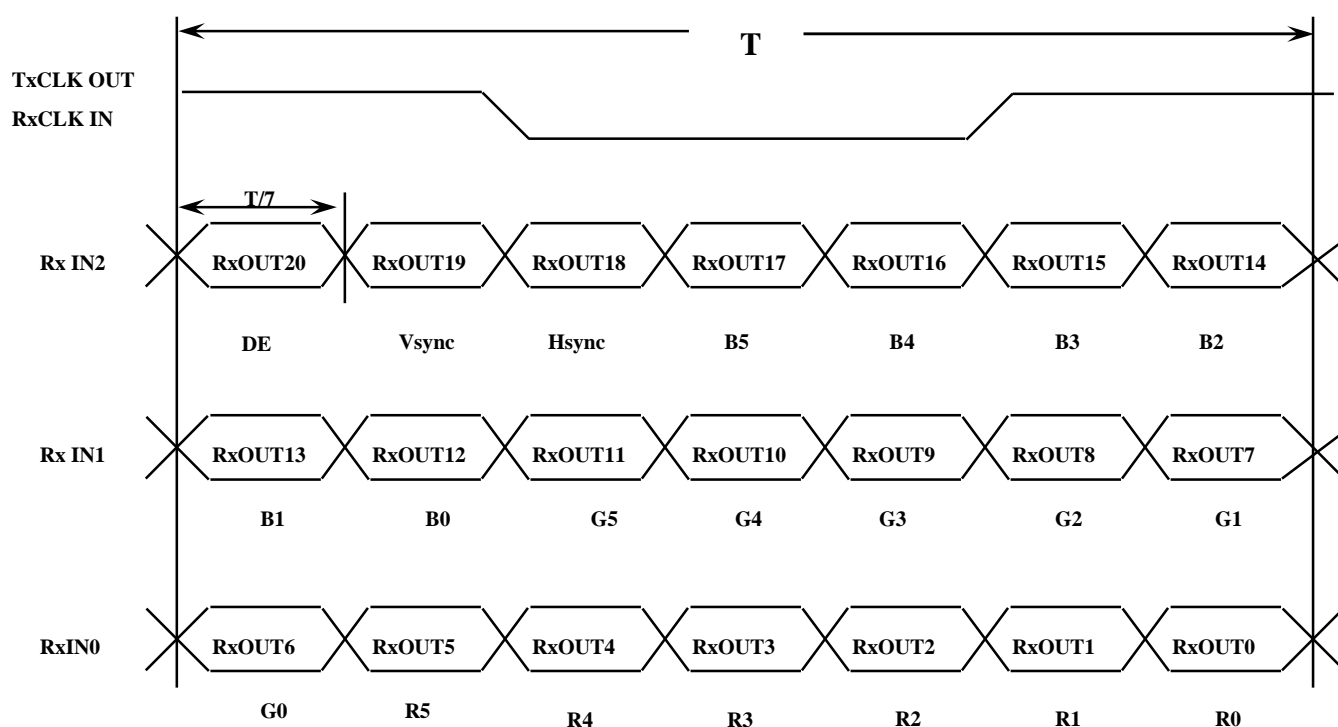 T
TxCLK OUT
RxCLK IN
T/7
Rx IN2 RxOUT20 RxOUT19 RxOUT18 RxOUT17 RxOUT16 RxOUT15 RxOUT14
DE Vsync Hsync B5 B4 B3 B2
Rx IN1 RxOUT13 RxOUT12 RxOUT11 RxOUT10 RxOUT9 RxOUT8 RxOUT7
B1 B0 G5 G4 G3 G2 G1
RxIN0 RxOUT6 RxOUT5 RxOUT4 RxOUT3 RxOUT2 RxOUT1 RxOUT0
G0 R5 R4 R3 R2 R1 R0